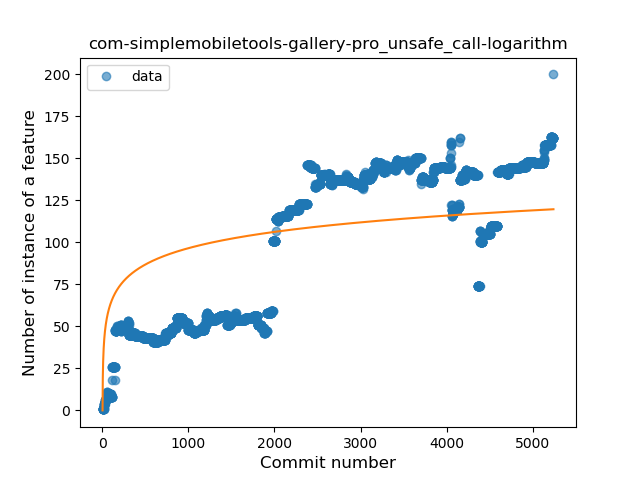 com-simplemobiletools-gallery-pro_unsafe_call-logarithm
data
Number of instance of a feature
200
175
150
125
100
75
50
25
0
0 1000 2000 3000 4000 5000
Commit number